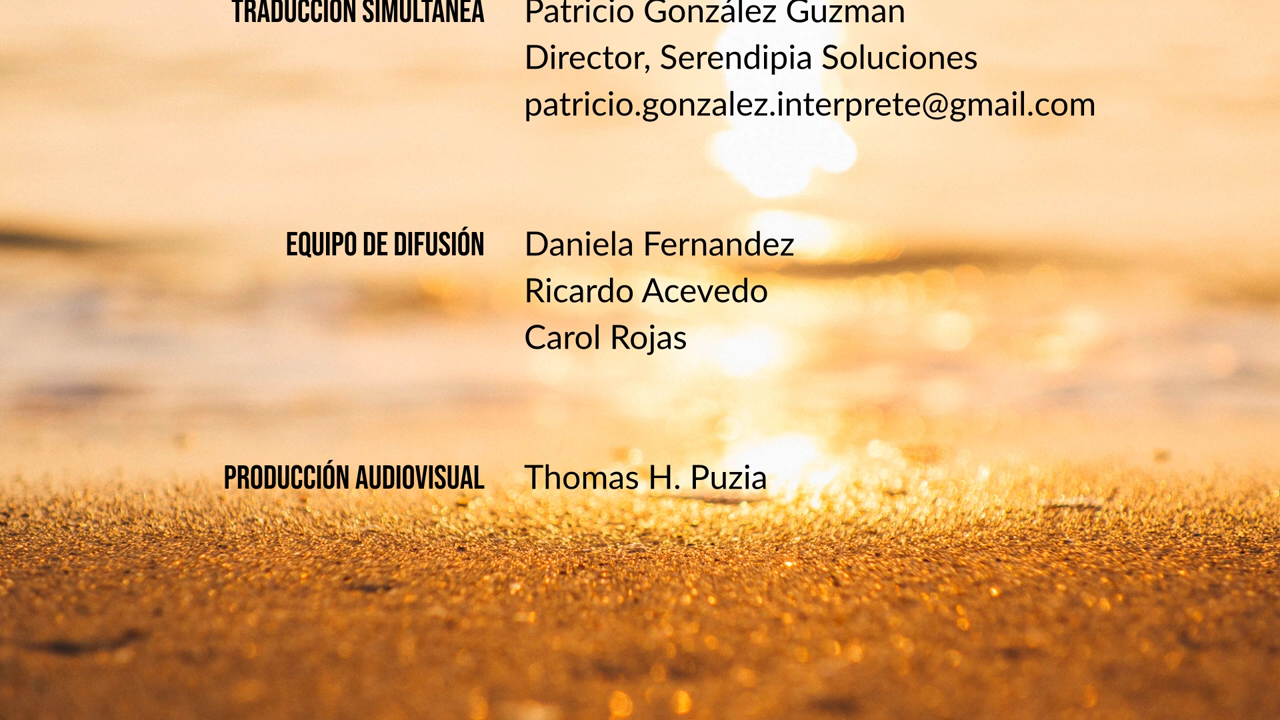 TRADUCCIÓN SIMULTÁNEA Patricio González Guzman
Director, Serendipia Soluciones
patricio.gonzalez.interprete@gmail.com
EQUIPO DE DIFUSIÓN Daniela Fernandez
Ricardo Acevedo
Carol Rojas
PRODUCCIÓN AUDIOVISUAL Thomas H. Puzia